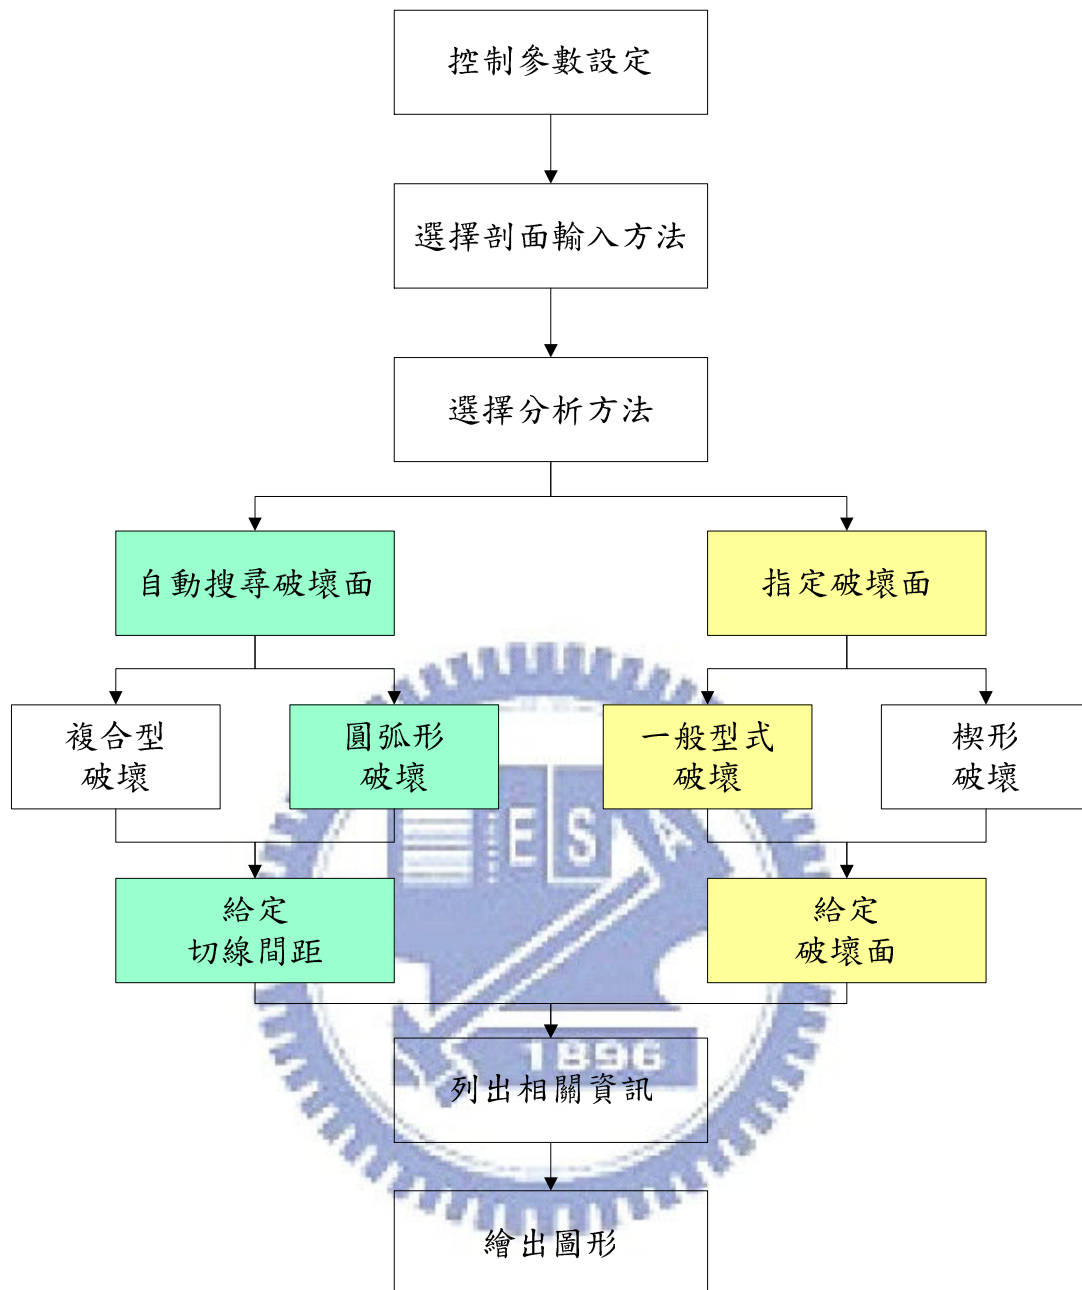 控制參數設定
選擇剖面輸入方法
選擇分析方法
自動搜尋破壞面
指定破壞面
複合型
破壞
圓弧形
破壞
一般型式
破壞
楔形
破壞
E S A
給定
切線間距
給定
破壞面
1896
列出相關資訊
繪出圖形